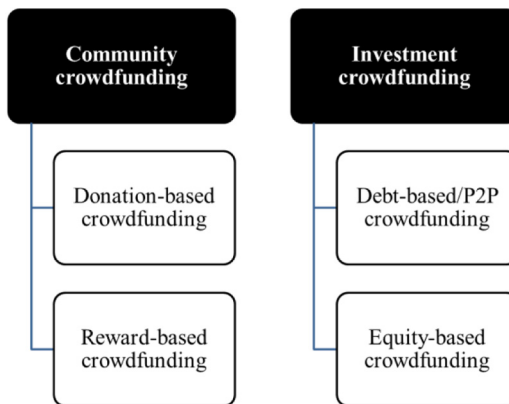 Community
crowdfunding
Donation-based
crowdfunding
Reward-based
crowdfunding
Investment
crowdfunding
Debt-based/P2P
crowdfunding
Equity-based
crowdfunding